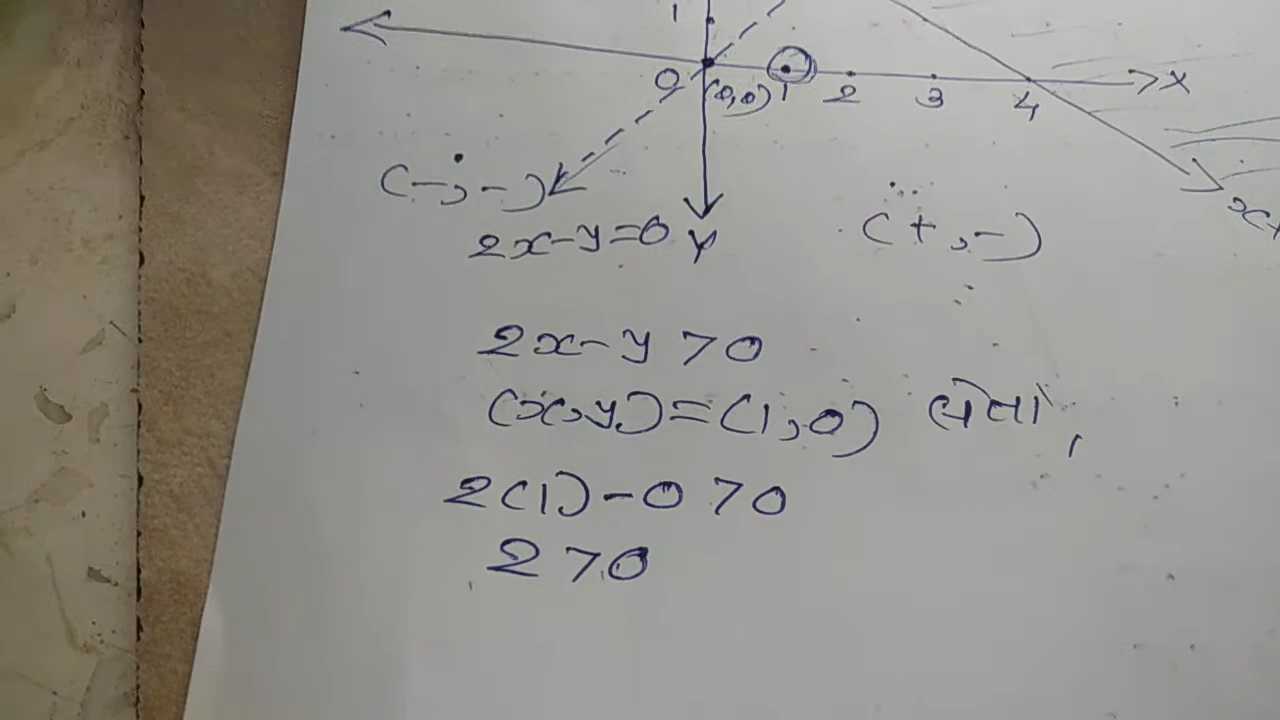 1
X
0 (0,0) 1 2 3 4
(-,-)
2x-y=0 Y (+,-)
2x-y>0
(x,y)=(1,0) લેતાં,
2(1)-0>0
2>0